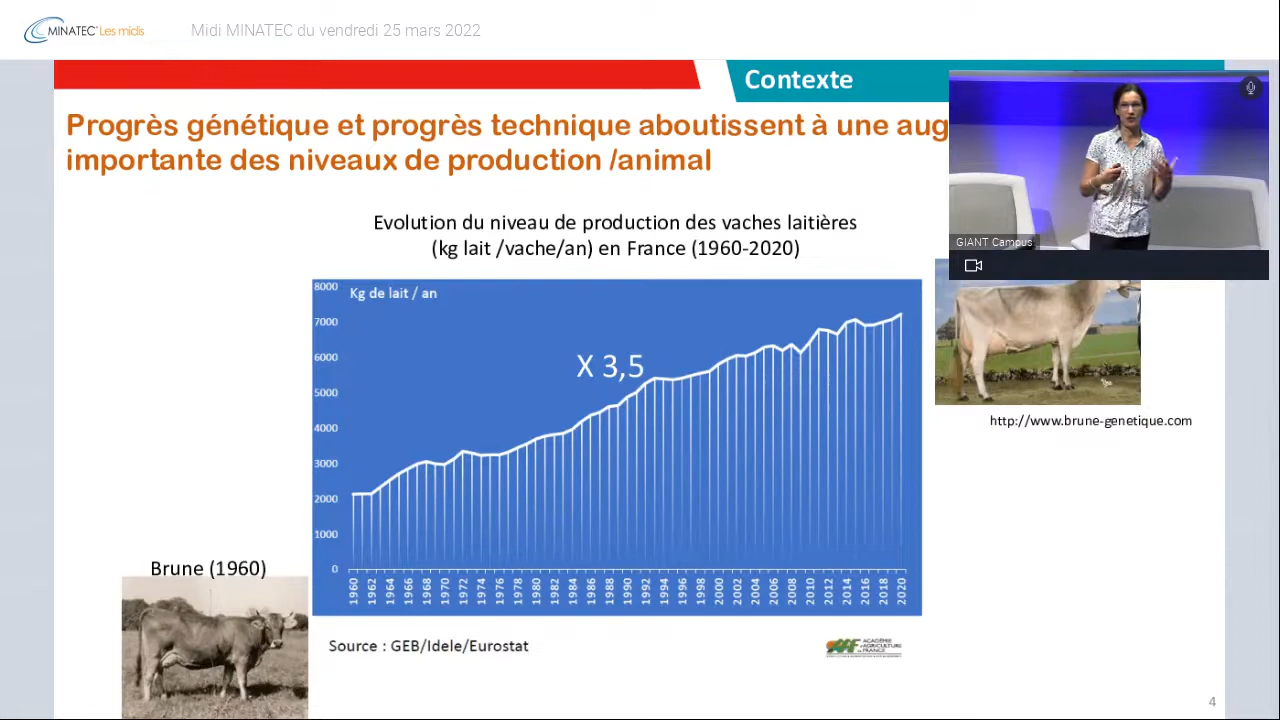 MINATEC Les midis
Midi MINATEC du vendredi 25 mars 2022
Contexte
Progrès génétique et progrès technique aboutissent à une aug
importante des niveaux de production /animal
Evolution du niveau de production des vaches laitières
(kg lait /vache/an) en France (1960-2020)
GIANT Campus
Kg de lait / an
8000
7000
6000
5000
4000
3000
2000
1000
0
X 3,5
1960 1962 1964 1966 1968 1970 1972 1974 1976 1978 1980 1982 1984 1986 1988 1990 1992 1994 1996 1998 2000 2002 2004 2006 2008 2010 2012 2014 2016 2018 2020
http://www.brune-genetique.com
Brune (1960)
Source : GEB/Idele/Eurostat
ACADÉMIE
D'AGRICULTURE
DE FRANCE
4